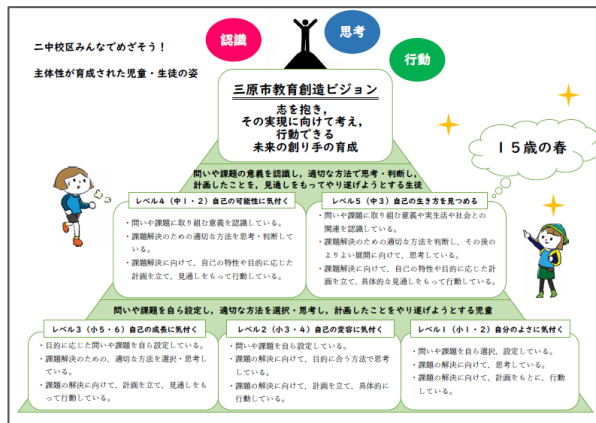 二中校区みんなでめざそう！
主体性が育成された児童・生徒の姿
認識
思考
行動
三原市教育創造ビジョン
志を抱き，
その実現に向けて考え，
行動できる
未来の創り手の育成
１５歳の春
問いや課題の意義を認識し，適切な方法で思考・判断し，
計画したことを，見通しをもってやり遂げようとする生徒
レベル４（中１・２）自己の可能性に気付く
・問いや課題に取り組む意義を認識している。
・課題解決のための適切な方法を思考・判断して
いる。
・課題解決に向けて，自己の特性や目的に応じた
計画を立て，見通しをもって行動している。
レベル５（中３）自己の生き方を見つめる
・問いや課題に取り組む意義や実生活や社会との
関連を認識している。
・課題解決のための適切な方法を判断し，その後の
よりよい展開に向けて，思考している。
・課題解決に向けて，自己の特性や目的に応じた計
画を立て，具体的な見通しをもって行動している。
問いや課題を自ら設定し，適切な方法を選択・思考し，計画したことをやり遂げようとする児童
レベル３（小５・６）自己の成長に気付く
・目的に応じた問いや課題を自ら設定している。
・課題解決のための，適切な方法を選択・思考し
ている。
・課題の解決に向けて，計画を立て，見通しをも
って行動している。
レベル２（小３・４）自己の変容に気付く
・問いや課題を自ら設定している。
・課題の解決に向けて，目的に合う方法で思考
している。
・課題の解決に向けて，計画を立て，具体的に
行動している。
レベル１（小１・２）自分のよさに気付く
・問いや課題を自ら選択，設定している。
・課題の解決に向けて，思考している。
・課題の解決に向けて，計画をもとに，行動
している。